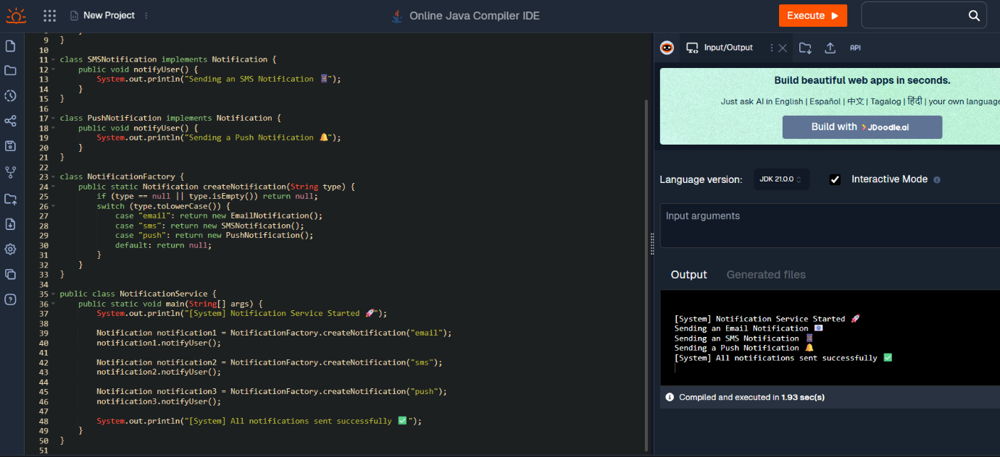 New Project
Online Java Compiler IDE
Execute
9 }
10
11 class SMSNotification implements Notification {
12     public void notifyUser() {
13         System.out.println("Sending an SMS Notification 📱");
14     }
15 }
16
17 class PushNotification implements Notification {
18     public void notifyUser() {
19         System.out.println("Sending a Push Notification 🔔");
20     }
21 }
22
23 class NotificationFactory {
24     public static Notification createNotification(String type) {
25         if (type == null || type.isEmpty()) return null;
26         switch (type.toLowerCase()) {
27             case "email": return new EmailNotification();
28             case "sms": return new SMSNotification();
29             case "push": return new PushNotification();
30             default: return null;
31         }
32     }
33 }
34
35 public class NotificationService {
36     public static void main(String[] args) {
37         System.out.println("[System] Notification Service Started 🚀");
38
39         Notification notification1 = NotificationFactory.createNotification("email");
40         notification1.notifyUser();
41
42         Notification notification2 = NotificationFactory.createNotification("sms");
43         notification2.notifyUser();
44
45         Notification notification3 = NotificationFactory.createNotification("push");
46         notification3.notifyUser();
47
48         System.out.println("[System] All notifications sent successfully ✅");
49     }
50 }
51
Input/Output
API
Build beautiful web apps in seconds.
Just ask AI in English | Español | 中文 | Tagalog | हिंदी | your own language
Build with JDoodle.ai
Language version:
JDK 21.0.0
Interactive Mode
Input arguments
Output
Generated files
[System] Notification Service Started 🚀
Sending an Email Notification 📧
Sending an SMS Notification 📱
Sending a Push Notification 🔔
[System] All notifications sent successfully ✅
Compiled and executed in 1.93 sec(s)